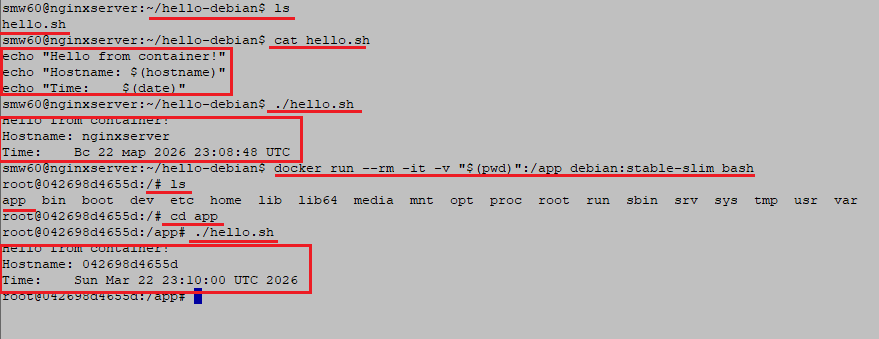 smw60@nginxserver:~/hello-debian$ ls
hello.sh
smw60@nginxserver:~/hello-debian$ cat hello.sh
echo "Hello from container!"
echo "Hostname: $(hostname)"
echo "Time:    $(date)"
smw60@nginxserver:~/hello-debian$ ./hello.sh
Hello from container!
Hostname: nginxserver
Time:    Вс 22 мар 2026 23:08:48 UTC
smw60@nginxserver:~/hello-debian$ docker run --rm -it -v "$(pwd)":/app debian:stable-slim bash
root@042698d4655d:/# ls
app  bin  boot  dev  etc  home  lib  lib64  media  mnt  opt  proc  root  run  sbin  srv  sys  tmp  usr  var
root@042698d4655d:/# cd app
root@042698d4655d:/app# ./hello.sh
Hello from container!
Hostname: 042698d4655d
Time:    Sun Mar 22 23:10:00 UTC 2026
root@042698d4655d:/app#